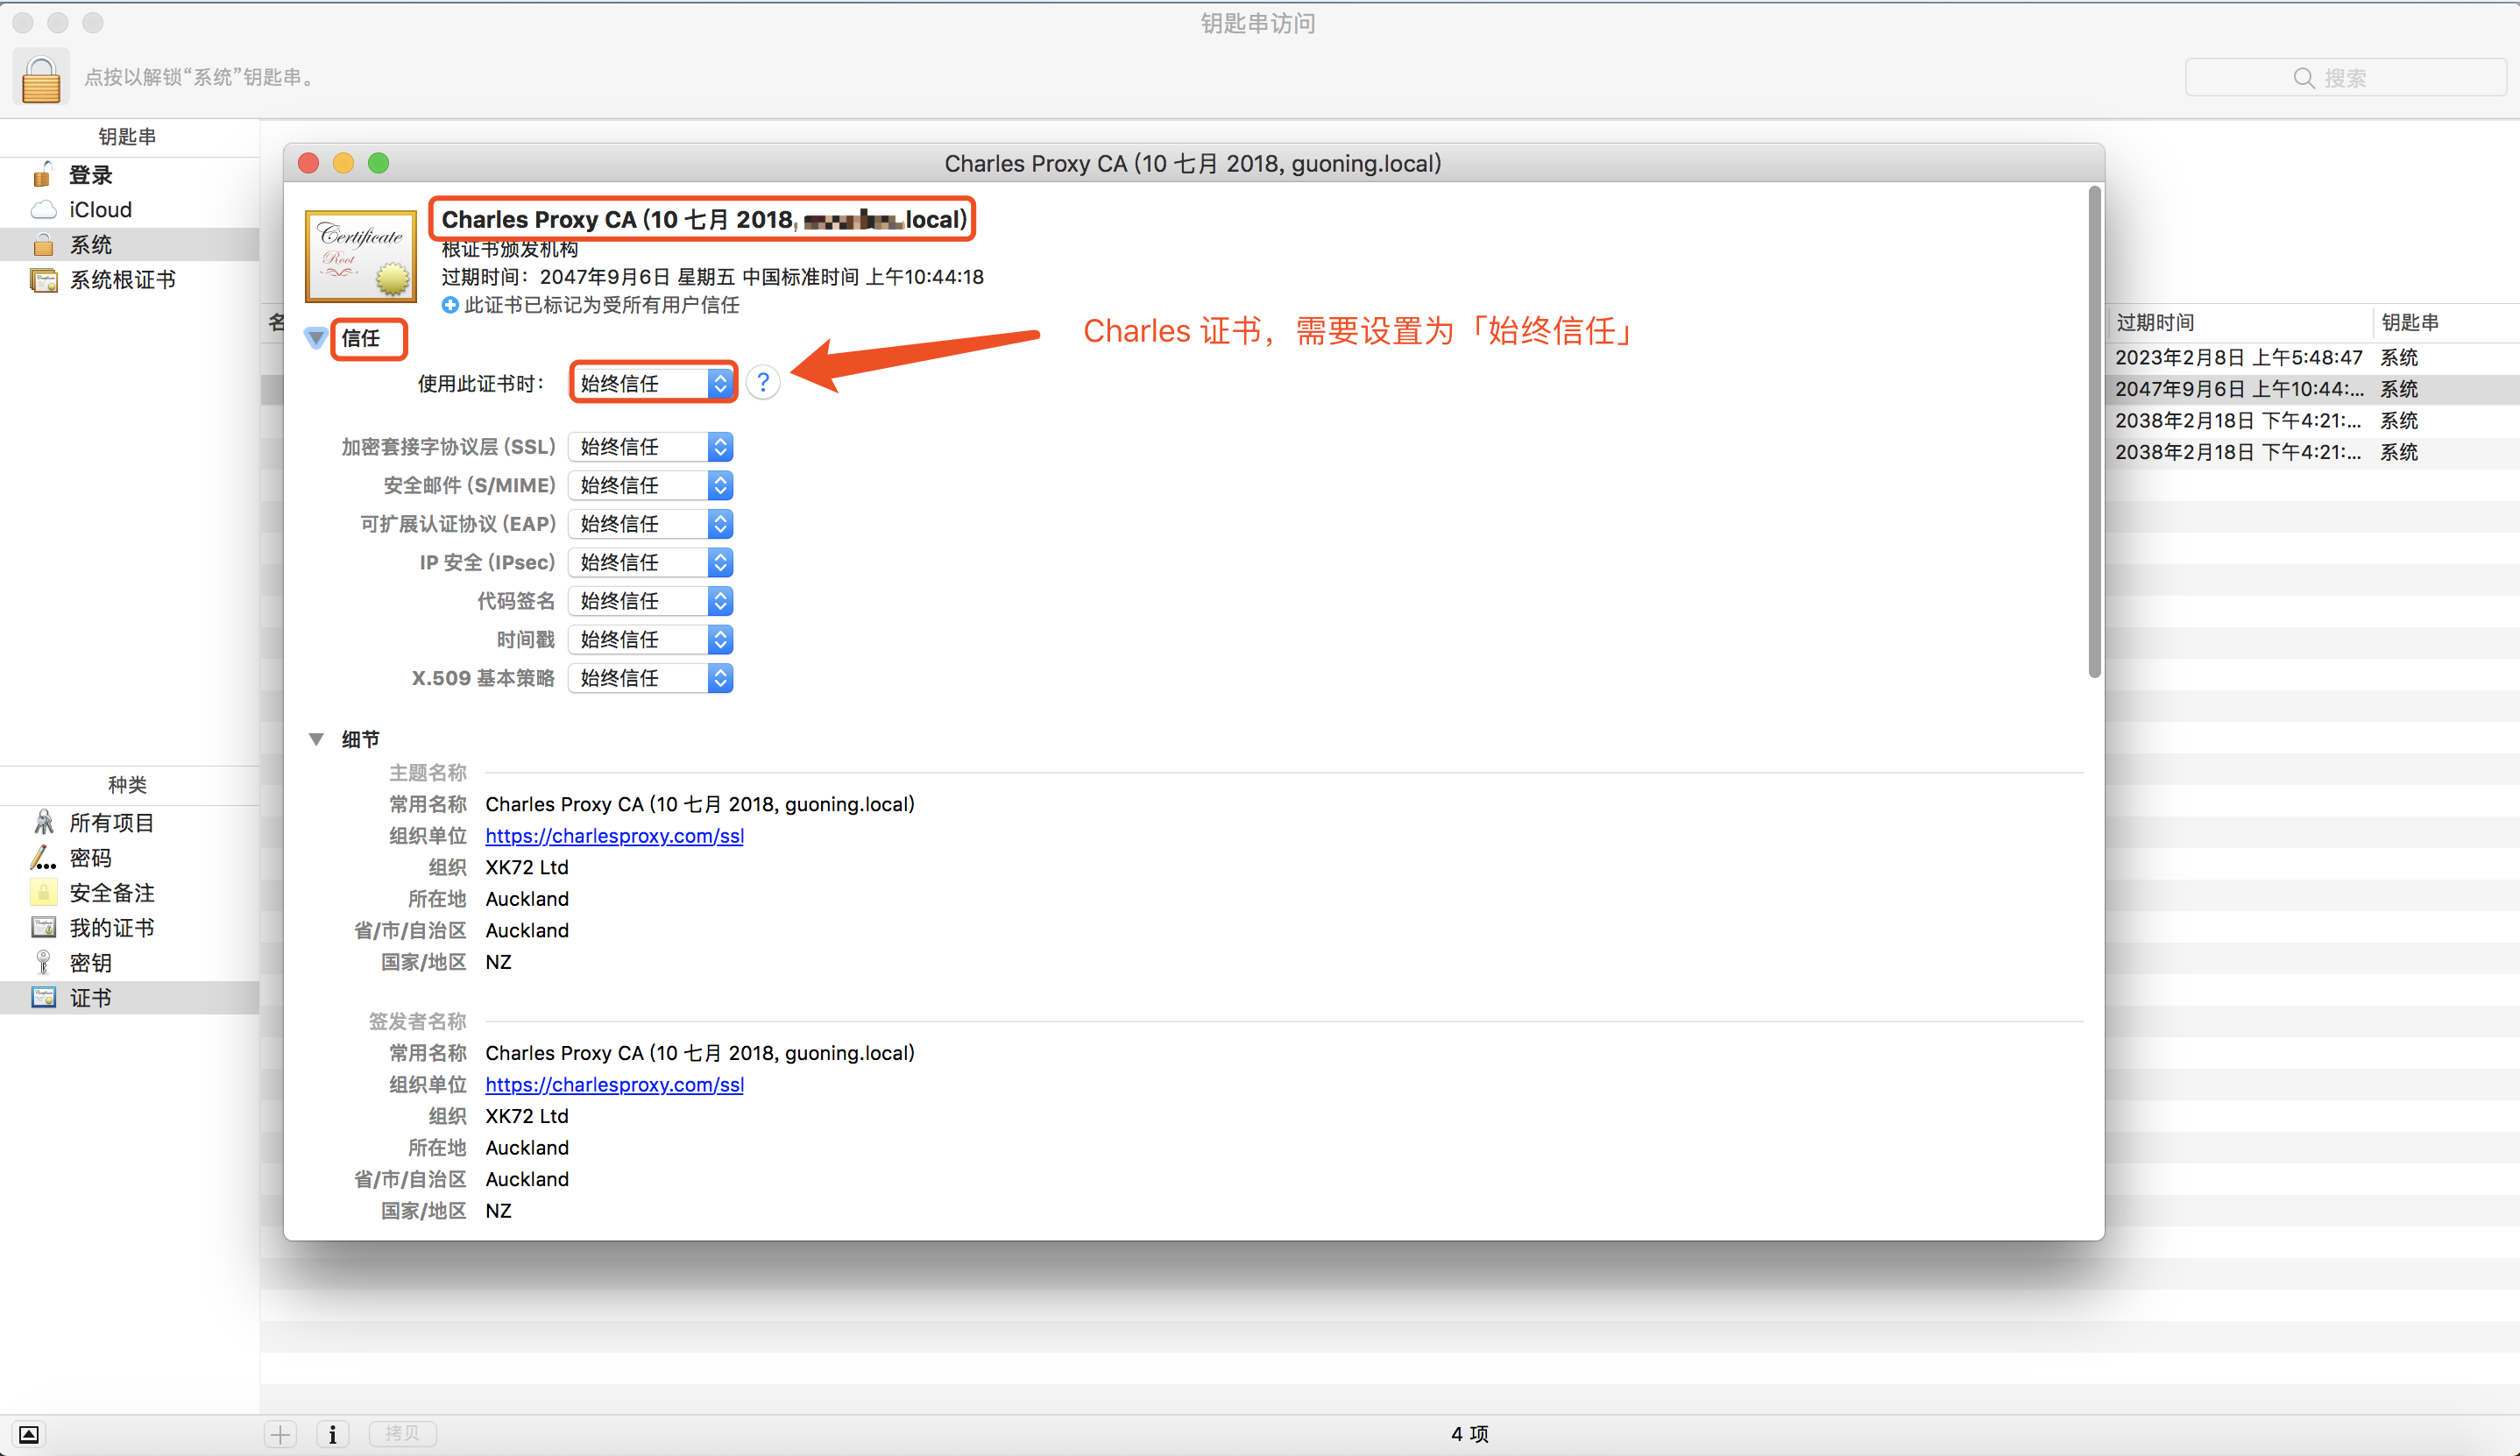 钥匙串访问
点按以解锁“系统”钥匙串。
搜索
钥匙串
登录
iCloud
系统
系统根证书
种类
所有项目
密码
安全备注
我的证书
密钥
证书
过期时间 钥匙串
2023年2月8日 上午5:48:47 系统
2047年9月6日 上午10:44:... 系统
2038年2月18日 下午4:21:... 系统
2038年2月18日 下午4:21:... 系统
Charles Proxy CA (10 七月 2018, guoning.local)
Certificate
Root
Charles Proxy CA (10 七月 2018, local)
根证书颁发机构
过期时间：2047年9月6日 星期五 中国标准时间 上午10:44:18
此证书已标记为受所有用户信任
信任
Charles 证书，需要设置为「始终信任」
使用此证书时： 始终信任 ?
加密套接字协议层 (SSL) 始终信任
安全邮件 (S/MIME) 始终信任
可扩展认证协议 (EAP) 始终信任
IP 安全 (IPsec) 始终信任
代码签名 始终信任
时间戳 始终信任
X.509 基本策略 始终信任
细节
主题名称
常用名称 Charles Proxy CA (10 七月 2018, guoning.local)
组织单位 https://charlesproxy.com/ssl
组织 XK72 Ltd
所在地 Auckland
省/市/自治区 Auckland
国家/地区 NZ
签发者名称
常用名称 Charles Proxy CA (10 七月 2018, guoning.local)
组织单位 https://charlesproxy.com/ssl
组织 XK72 Ltd
所在地 Auckland
省/市/自治区 Auckland
国家/地区 NZ
拷贝
4 项